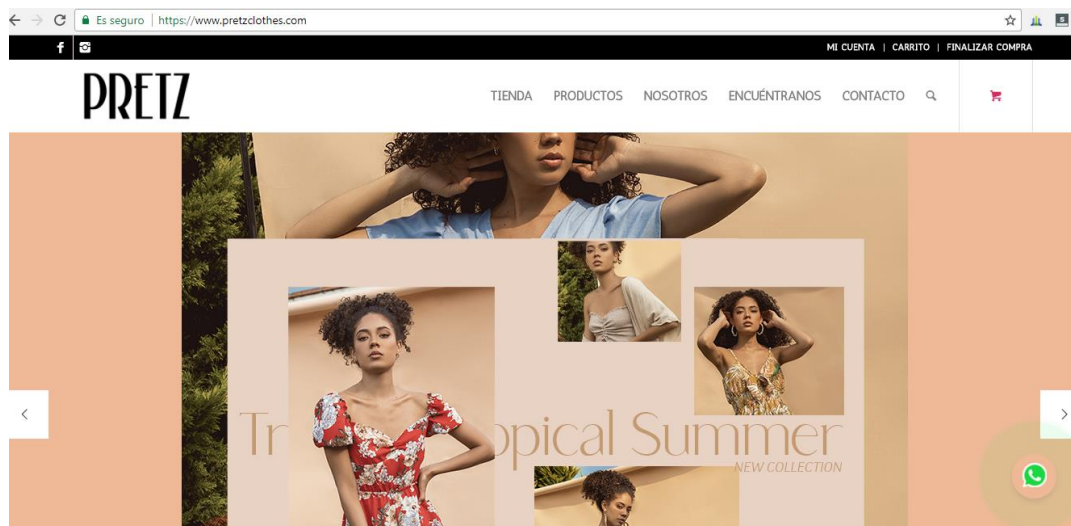 Es seguro | https://www.pretzclothes.com
MI CUENTA | CARRITO | FINALIZAR COMPRA
PRETZ
TIENDA PRODUCTOS NOSOTROS ENCUÉNTRANOS CONTACTO
Tr opical Summer
NEW COLLECTION